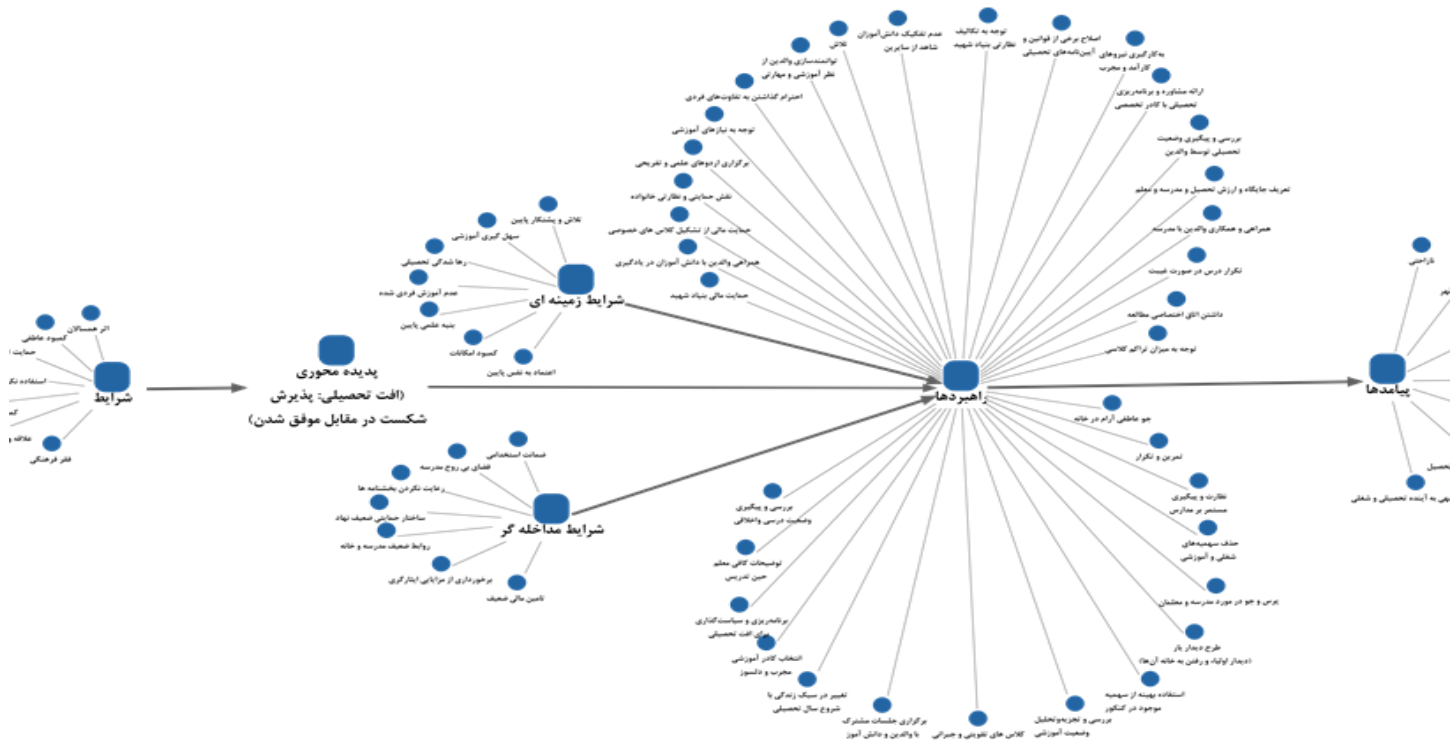 عدم تفکیک دانش‌آموزان
شاهد از سایرین
توجه به تکالیف
نظارتی بنیاد شهید
اصلاح برخی از قوانین و
آیین‌نامه‌های تحصیلی
به‌کارگیری نیروهای
کارآمد و مجرب
تلاش
توانمندسازی والدین از
نظر آموزشی و مهارتی
ارائه مشاوره و برنامه‌ریزی
تحصیلی با کادر تخصصی
احترام گذاشتن به تفاوت‌های فردی
توجه به نیازهای آموزشی
بررسی و پیگیری وضعیت
تحصیلی توسط والدین
برگزاری اردوهای علمی و تفریحی
تعریف جایگاه و ارزش تحصیل و مدرسه و معلم
نقش حمایتی و نظارتی خانواده
حمایت مالی از تشکیل کلاس های خصوصی
همراهی و همکاری والدین با مدرسه
همراهی والدین با دانش آموزان در یادگیری
تکرار درس در صورت غیبت
حمایت مالی بنیاد شهید
داشتن اتاق اختصاصی مطالعه
توجه به میزان تراکم کلاسی
تلاش و پشتکار پایین
سهل گیری آموزشی
رها شدگی تحصیلی
عدم آموزش فردی شده
بنیه علمی پایین
کمبود امکانات
اعتماد به نفس پایین
شرایط زمینه ای
ناراحتی
اثر همسالان
کمبود عاطفی
حمایت
فقر فرهنگی
شرایط
پدیده محوری
(افت تحصیلی: پذیرش
شکست در مقابل موفق شدن)
راهبردها
پیامدها
تحصیل
به آینده تحصیلی و شغلی
ضمانت استخدامی
فضای بی روح مدرسه
رعایت نکردن بخشنامه ها
ساختار حمایتی ضعیف نهاد
روابط ضعیف مدرسه و خانه
برخورداری از مزایایی ایثارگری
تامین مالی ضعیف
شرایط مداخله گر
جو عاطفی آرام در خانه
تمرین و تکرار
نظارت و پیگیری
مستمر بر مدارس
حذف سهمیه‌های
شغلی و آموزشی
پرس و جو در مورد مدرسه و معلمان
طرح دیدار یار
(دیدار اولیاء و رفتن به خانه آن‌ها)
استفاده بهینه از سهمیه
موجود در کنکور
بررسی و تجزیه‌وتحلیل
وضعیت آموزشی
کلاس های تقویتی و جبرانی
برگزاری جلسات مشترک
با والدین و دانش آموز
تغییر در سبک زندگی با
شروع سال تحصیلی
انتخاب کادر آموزشی
مجرب و دلسوز
برنامه‌ریزی و سیاست‌گذاری
برای افت تحصیلی
توضیحات کافی معلم
حین تدریس
بررسی و پیگیری
وضعیت درسی واخلاقی